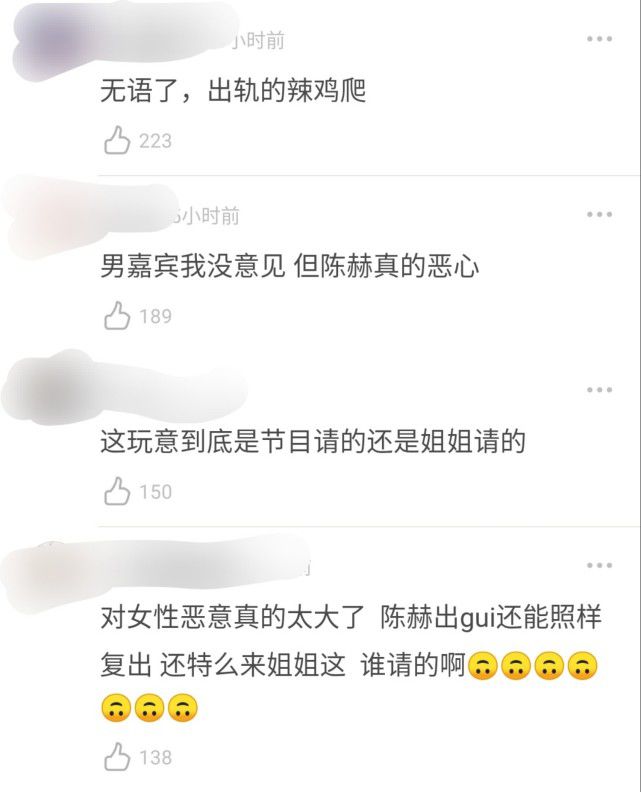 小时前
无语了，出轨的辣鸡爬
223
小时前
男嘉宾我没意见 但陈赫真的恶心
189
这玩意到底是节目请的还是姐姐请的
150
对女性恶意真的太大了 陈赫出gui还能照样
复出 还特么来姐姐这 谁请的啊🙃🙃🙃🙃
🙃🙃🙃
138